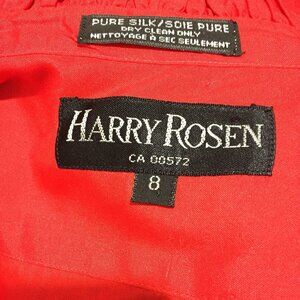 PURE SILK/SOIE PURE
DRY CLEAN ONLY
NETTOYAGE À SEC SEULEMENT
HARRY ROSEN
CA 00572
8